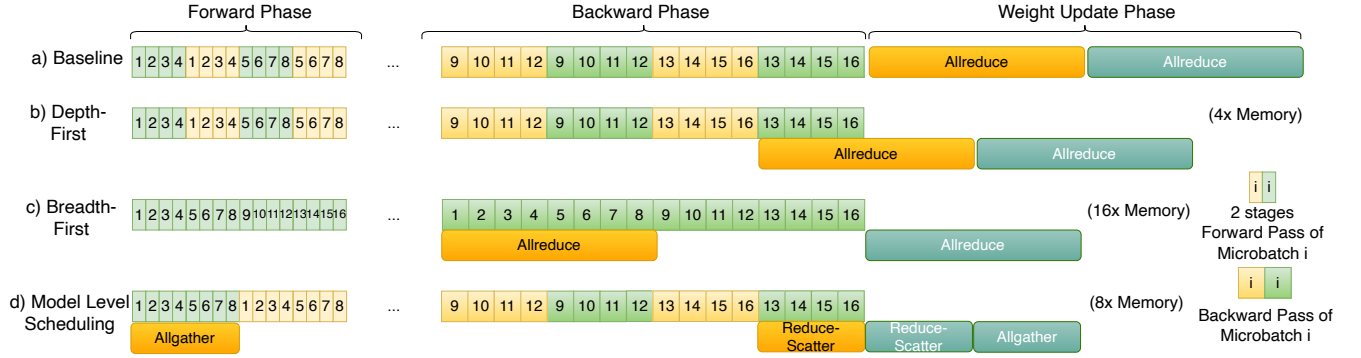 Forward Phase Backward Phase Weight Update Phase
a) Baseline 1 2 3 4 1 2 3 4 5 6 7 8 5 6 7 8 ... 9 10 11 12 9 10 11 12 13 14 15 16 13 14 15 16 Allreduce Allreduce
b) Depth-
First
1 2 3 4 1 2 3 4 5 6 7 8 5 6 7 8 ... 9 10 11 12 9 10 11 12 13 14 15 16 13 14 15 16 (4x Memory)
Allreduce Allreduce
c) Breadth-
First
1 2 3 4 5 6 7 8 9 10 11 12 13 14 15 16 ... 1 2 3 4 5 6 7 8 9 10 11 12 13 14 15 16 (16x Memory)
Allreduce Allreduce
i i
2 stages
Forward Pass of
Microbatch i
d) Model Level
Scheduling
1 2 3 4 5 6 7 8 1 2 3 4 5 6 7 8 ... 9 10 11 12 9 10 11 12 13 14 15 16 13 14 15 16 (8x Memory)
Allgather Reduce-
Scatter Reduce-
Scatter Allgather
i i
Backward Pass of
Microbatch i